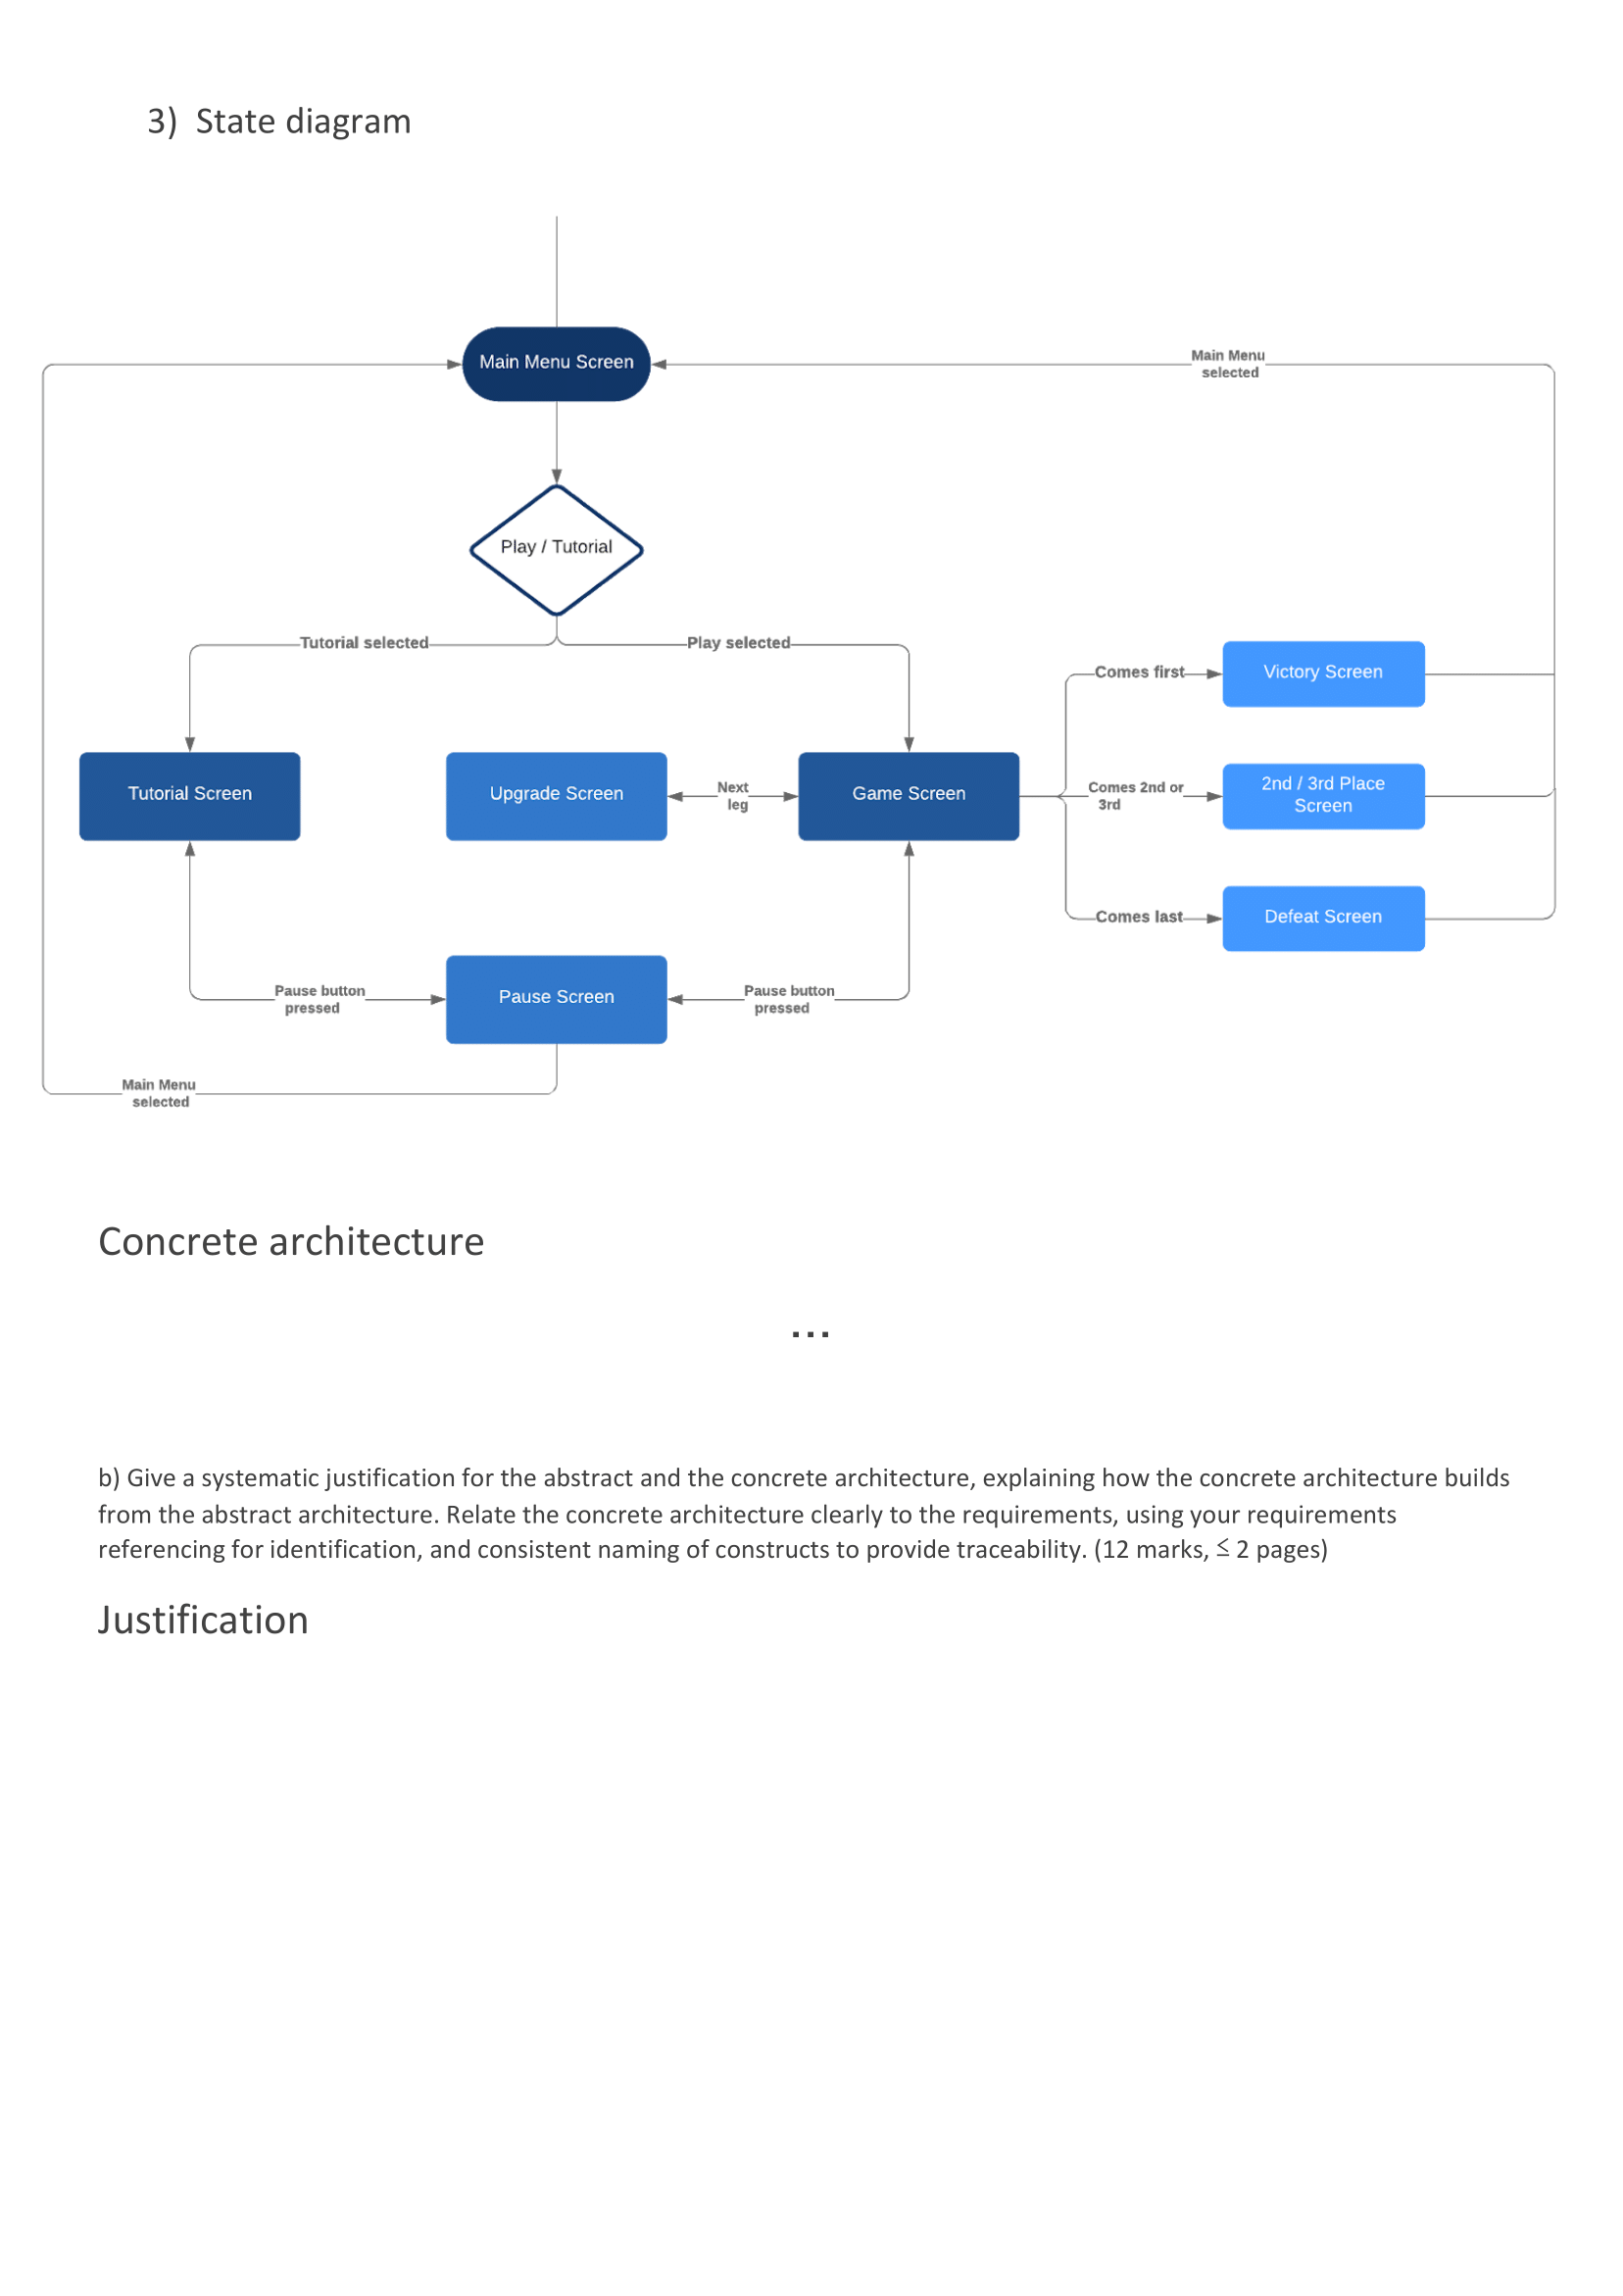 3) State diagram
Main Menu Screen
Main Menu
selected
Play / Tutorial
Tutorial selected
Play selected
Comes first
Victory Screen
Tutorial Screen
Upgrade Screen
Next
leg
Game Screen
Comes 2nd or
3rd
2nd / 3rd Place
Screen
Comes last
Defeat Screen
Pause button
pressed
Pause Screen
Pause button
pressed
Main Menu
selected
Concrete architecture
...
b) Give a systematic justification for the abstract and the concrete architecture, explaining how the concrete architecture builds
from the abstract architecture. Relate the concrete architecture clearly to the requirements, using your requirements
referencing for identification, and consistent naming of constructs to provide traceability. (12 marks, ≤ 2 pages)
Justification